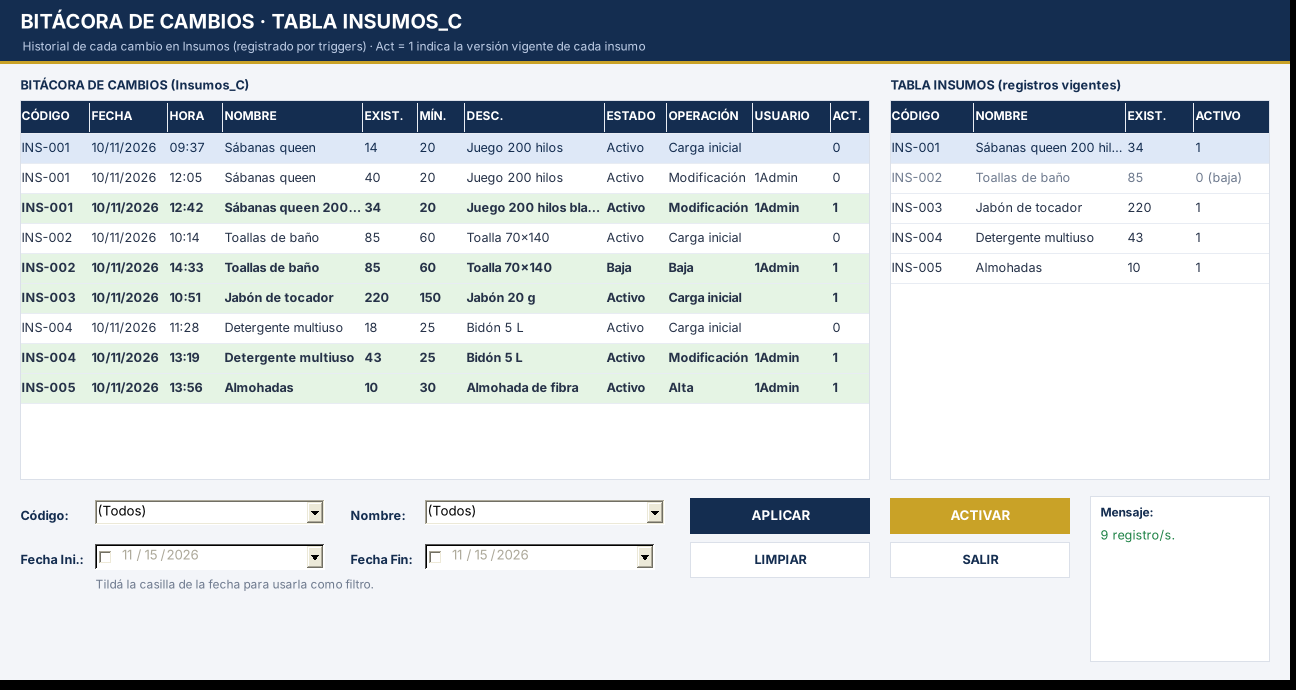 BITÁCORA DE CAMBIOS · TABLA INSUMOS_C
Historial de cada cambio en Insumos (registrado por triggers) · Act = 1 indica la versión vigente de cada insumo
BITÁCORA DE CAMBIOS (Insumos_C)
CÓDIGO FECHA HORA NOMBRE EXIST. MÍN. DESC. ESTADO OPERACIÓN USUARIO ACT.
INS-001 10/11/2026 09:37 Sábanas queen 14 20 Juego 200 hilos Activo Carga inicial 0
INS-001 10/11/2026 12:05 Sábanas queen 40 20 Juego 200 hilos Activo Modificación 1Admin 0
INS-001 10/11/2026 12:42 Sábanas queen 200... 34 20 Juego 200 hilos bla... Activo Modificación 1Admin 1
INS-002 10/11/2026 10:14 Toallas de baño 85 60 Toalla 70×140 Activo Carga inicial 0
INS-002 10/11/2026 14:33 Toallas de baño 85 60 Toalla 70×140 Baja Baja 1Admin 1
INS-003 10/11/2026 10:51 Jabón de tocador 220 150 Jabón 20 g Activo Carga inicial 1
INS-004 10/11/2026 11:28 Detergente multiuso 18 25 Bidón 5 L Activo Carga inicial 0
INS-004 10/11/2026 13:19 Detergente multiuso 43 25 Bidón 5 L Activo Modificación 1Admin 1
INS-005 10/11/2026 13:56 Almohadas 10 30 Almohada de fibra Activo Alta 1Admin 1
TABLA INSUMOS (registros vigentes)
CÓDIGO NOMBRE EXIST. ACTIVO
INS-001 Sábanas queen 200 hil... 34 1
INS-002 Toallas de baño 85 0 (baja)
INS-003 Jabón de tocador 220 1
INS-004 Detergente multiuso 43 1
INS-005 Almohadas 10 1
Código: (Todos) Nombre: (Todos)
APLICAR ACTIVAR
Fecha Ini.: 11 / 15 / 2026 Fecha Fin: 11 / 15 / 2026
LIMPIAR SALIR
Tildá la casilla de la fecha para usarla como filtro.
Mensaje:
9 registro/s.